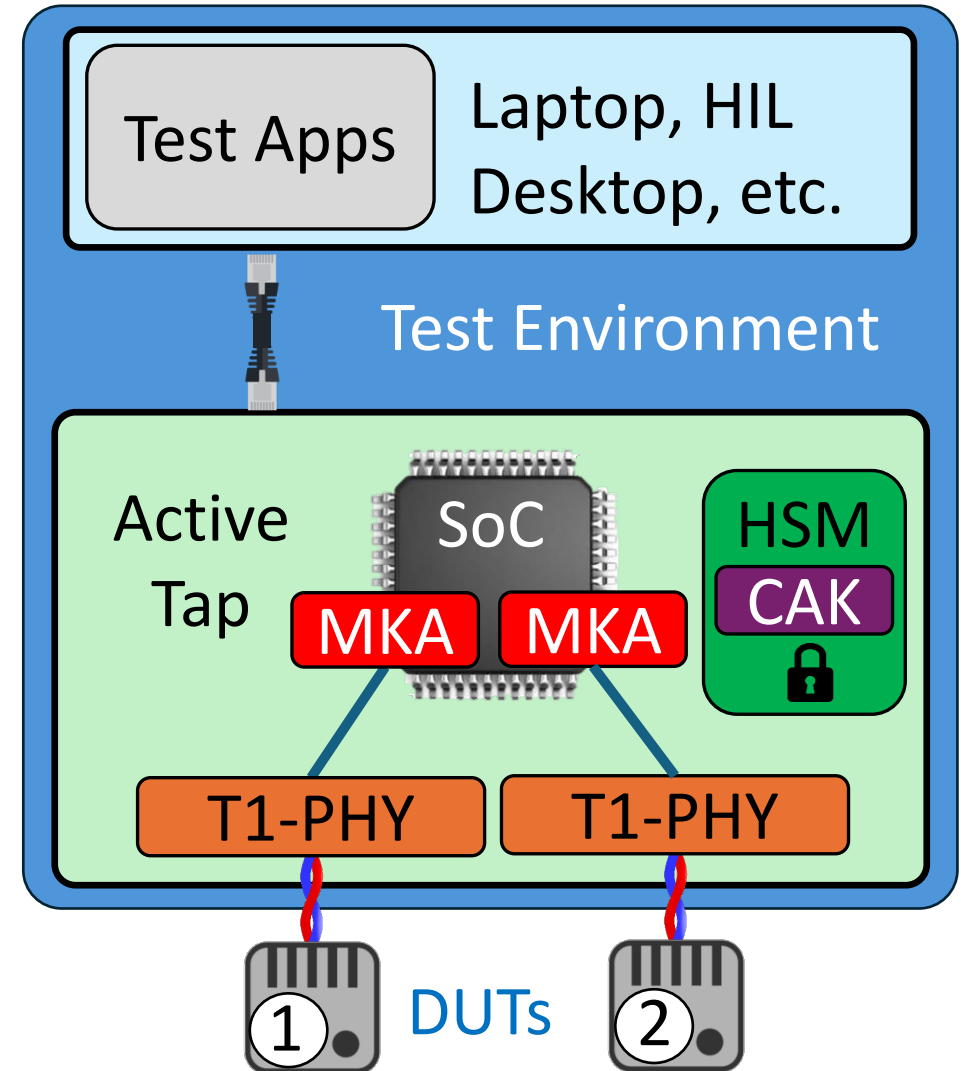 Test Apps
Laptop, HIL
Desktop, etc.
Test Environment
Active
Tap
SoC
MKA
MKA
HSM
CAK
T1-PHY
T1-PHY
1
DUTs
2